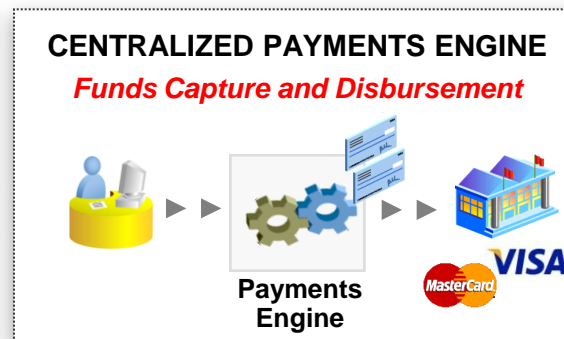 CENTRALIZED PAYMENTS ENGINE
Funds Capture and Disbursement
VISA
MasterCard
Payments
Engine